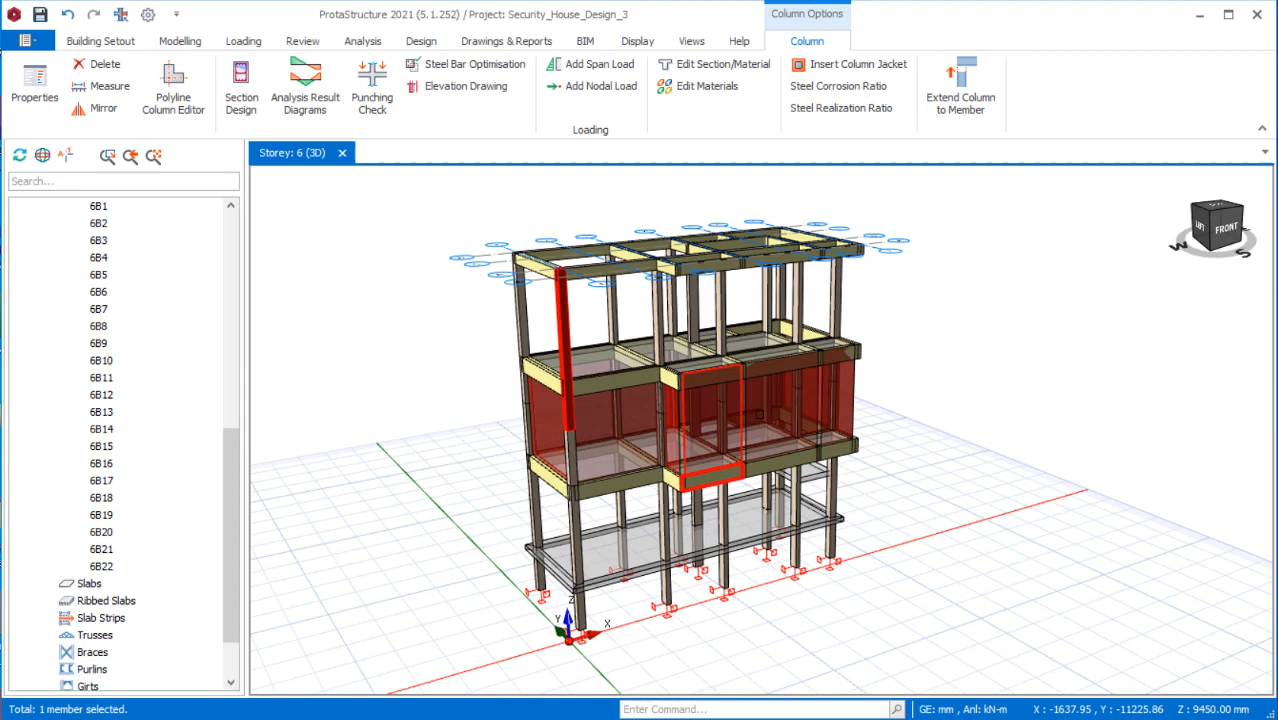 ProtaStructure 2021 (5.1.252) / Project: Security_House_Design_3
Column Options
Building Setout
Modelling
Loading
Review
Analysis
Design
Drawings & Reports
BIM
Display
Views
Help
Column
Properties
Delete
Measure
Mirror
Polyline
Column Editor
Section
Design
Analysis Result
Diagrams
Punching
Check
Steel Bar Optimisation
Elevation Drawing
Add Span Load
Add Nodal Load
Loading
Edit Section/Material
Edit Materials
Insert Column Jacket
Steel Corrosion Ratio
Steel Realization Ratio
Extend Column
to Member
Search...
Storey: 6 (3D)
6B1
6B2
6B3
6B4
6B5
6B6
6B7
6B8
6B9
6B10
6B11
6B12
6B13
6B14
6B15
6B16
6B17
6B18
6B19
6B20
6B21
6B22
Slabs
Ribbed Slabs
Slab Strips
Trusses
Braces
Purlins
Girts
LEFT
FRONT
W
S
Z
Y
X
Total: 1 member selected.
Enter Command...
GE: mm , Anl: kN-m
X : -1637.95 , Y : -11225.86
Z : 9450.00 mm